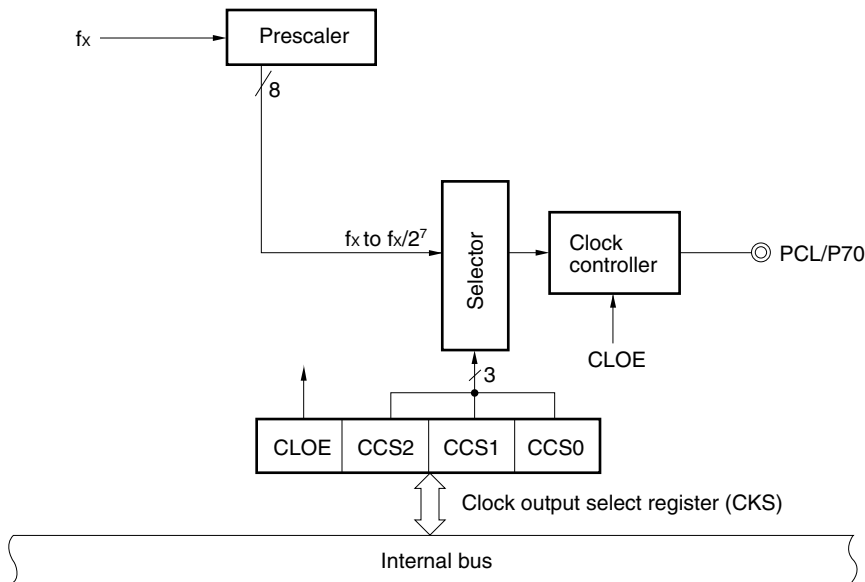 fx
Prescaler
8
fx to fx/2⁷
Selector
Clock
controller
PCL/P70
CLOE
3
CLOE CCS2 CCS1 CCS0
Clock output select register (CKS)
Internal bus